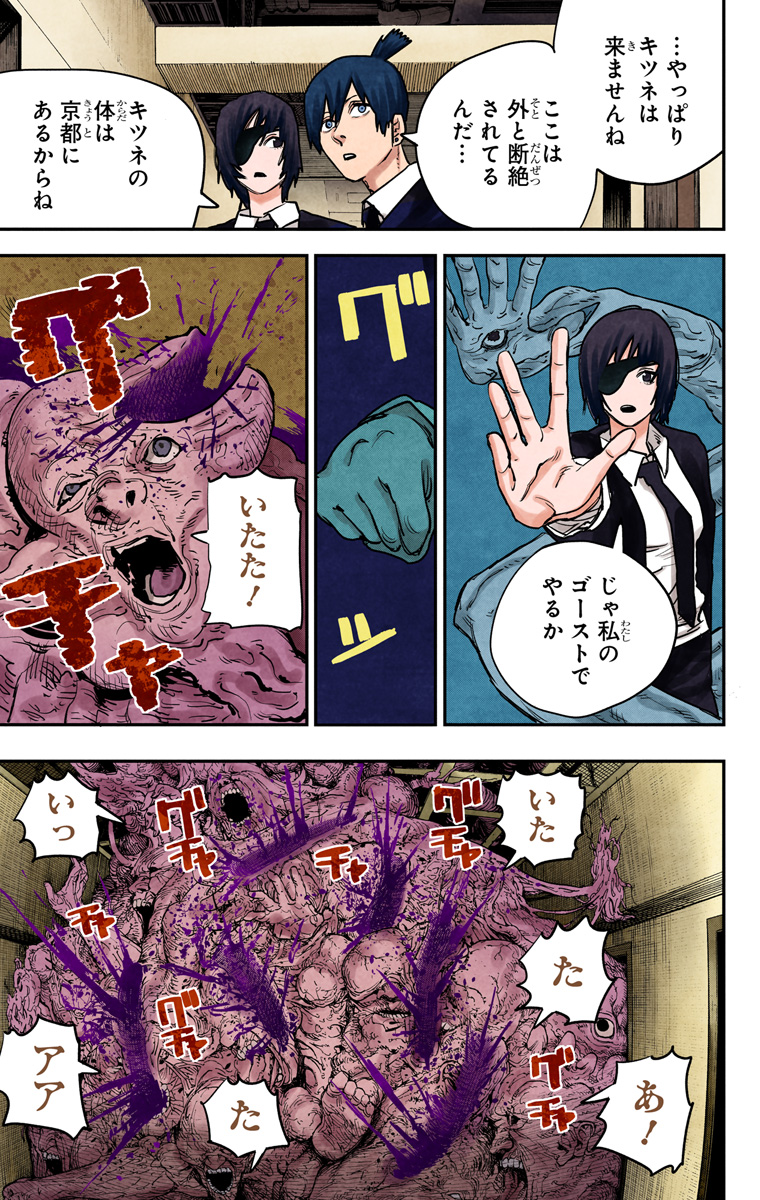 …やっぱり
キツネは
来ませんね
ここは
外と断絶
されてる
んだ…
キツネの
体は
京都に
あるからね
じゃ私の
ゴーストで
やるか
グッ
グチャ
いたた！
いた
いっ
グチャ
グチャ
チャ
チャ
た
グチャ
グチャ
あ！
た
アア